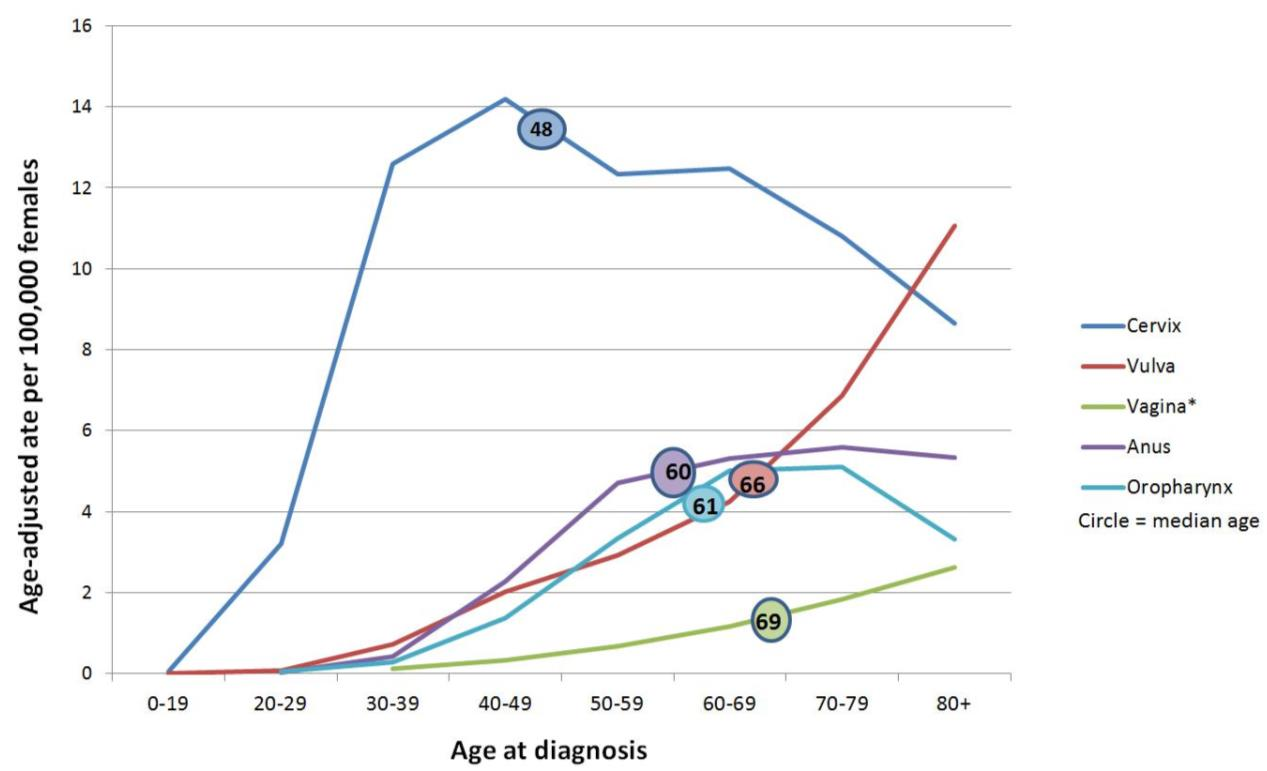 16
14
12
10
8
6
4
2
0
Age-adjusted ate per 100,000 females
48
60
61
66
69
0-19 20-29 30-39 40-49 50-59 60-69 70-79 80+
Age at diagnosis
Cervix
Vulva
Vagina*
Anus
Oropharynx
Circle = median age